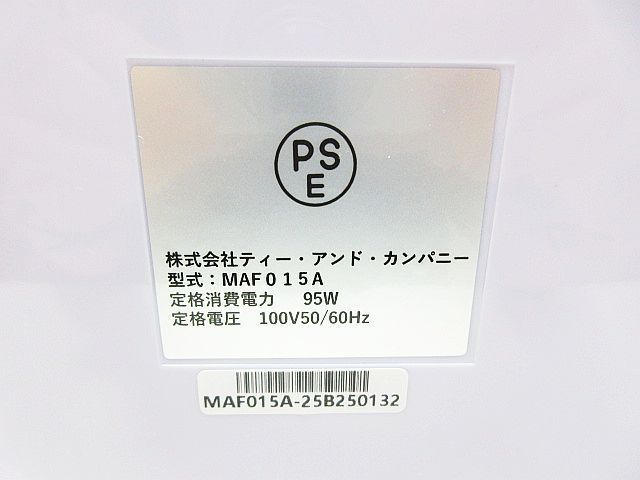 PS
E
株式会社ティー・アンド・カンパニー
型式：MAF０１５A
定格消費電力　95W
定格電圧　100V50/60Hz
MAF015A-25B250132